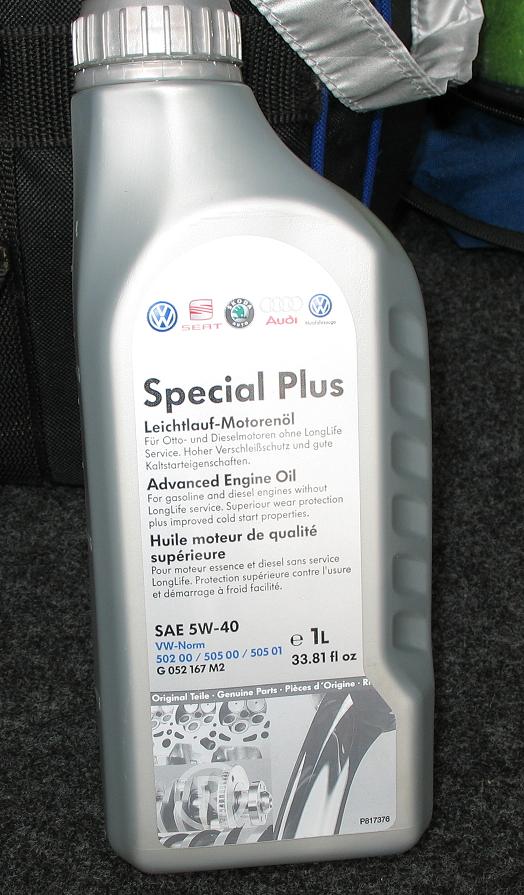 SEAT
SKODA
AUTO
Audi
Nutzfahrzeuge
Special Plus
Leichtlauf-Motorenöl
Für Otto- und Dieselmotoren ohne LongLife
Service. Hoher Verschleißschutz und gute
Kaltstarteigenschaften.
Advanced Engine Oil
For gasoline and diesel engines without
LongLife service. Superiour wear protection
plus improved cold start properties.
Huile moteur de qualité
supérieure
Pour moteur essence et diesel sans service
LongLife. Protection supérieure contre l'usure
et démarrage à froid facilité.
SAE 5W-40
VW-Norm
502 00 / 505 00 / 505 01
G 052 167 M2
e 1L
33.81 fl oz
Original Teile · Genuine Parts · Pièces d'Origine ·
P817376